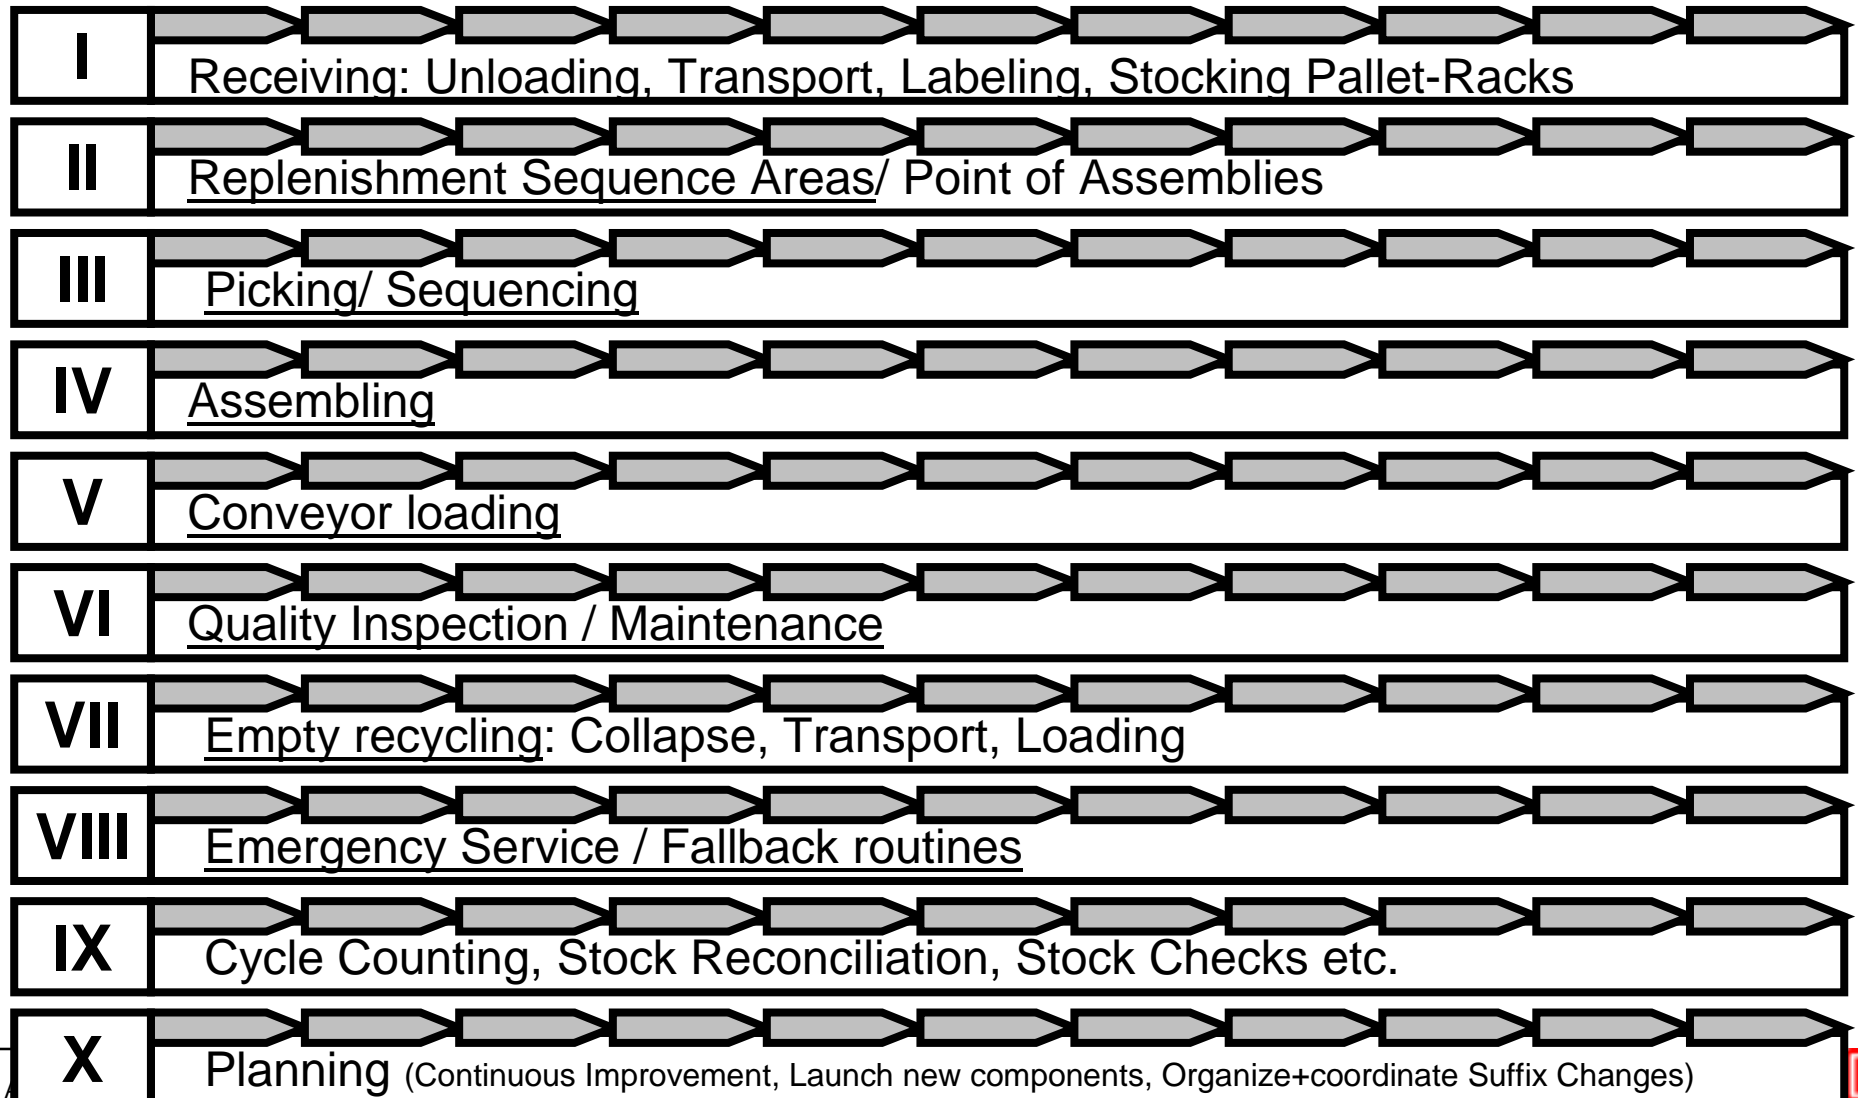 I
Receiving: Unloading, Transport, Labeling, Stocking Pallet-Racks
II
Replenishment Sequence Areas/ Point of Assemblies
III
Picking/ Sequencing
IV
Assembling
V
Conveyor loading
VI
Quality Inspection / Maintenance
VII
Empty recycling: Collapse, Transport, Loading
VIII
Emergency Service / Fallback routines
IX
Cycle Counting, Stock Reconciliation, Stock Checks etc.
X
Planning (Continuous Improvement, Launch new components, Organize+coordinate Suffix Changes)